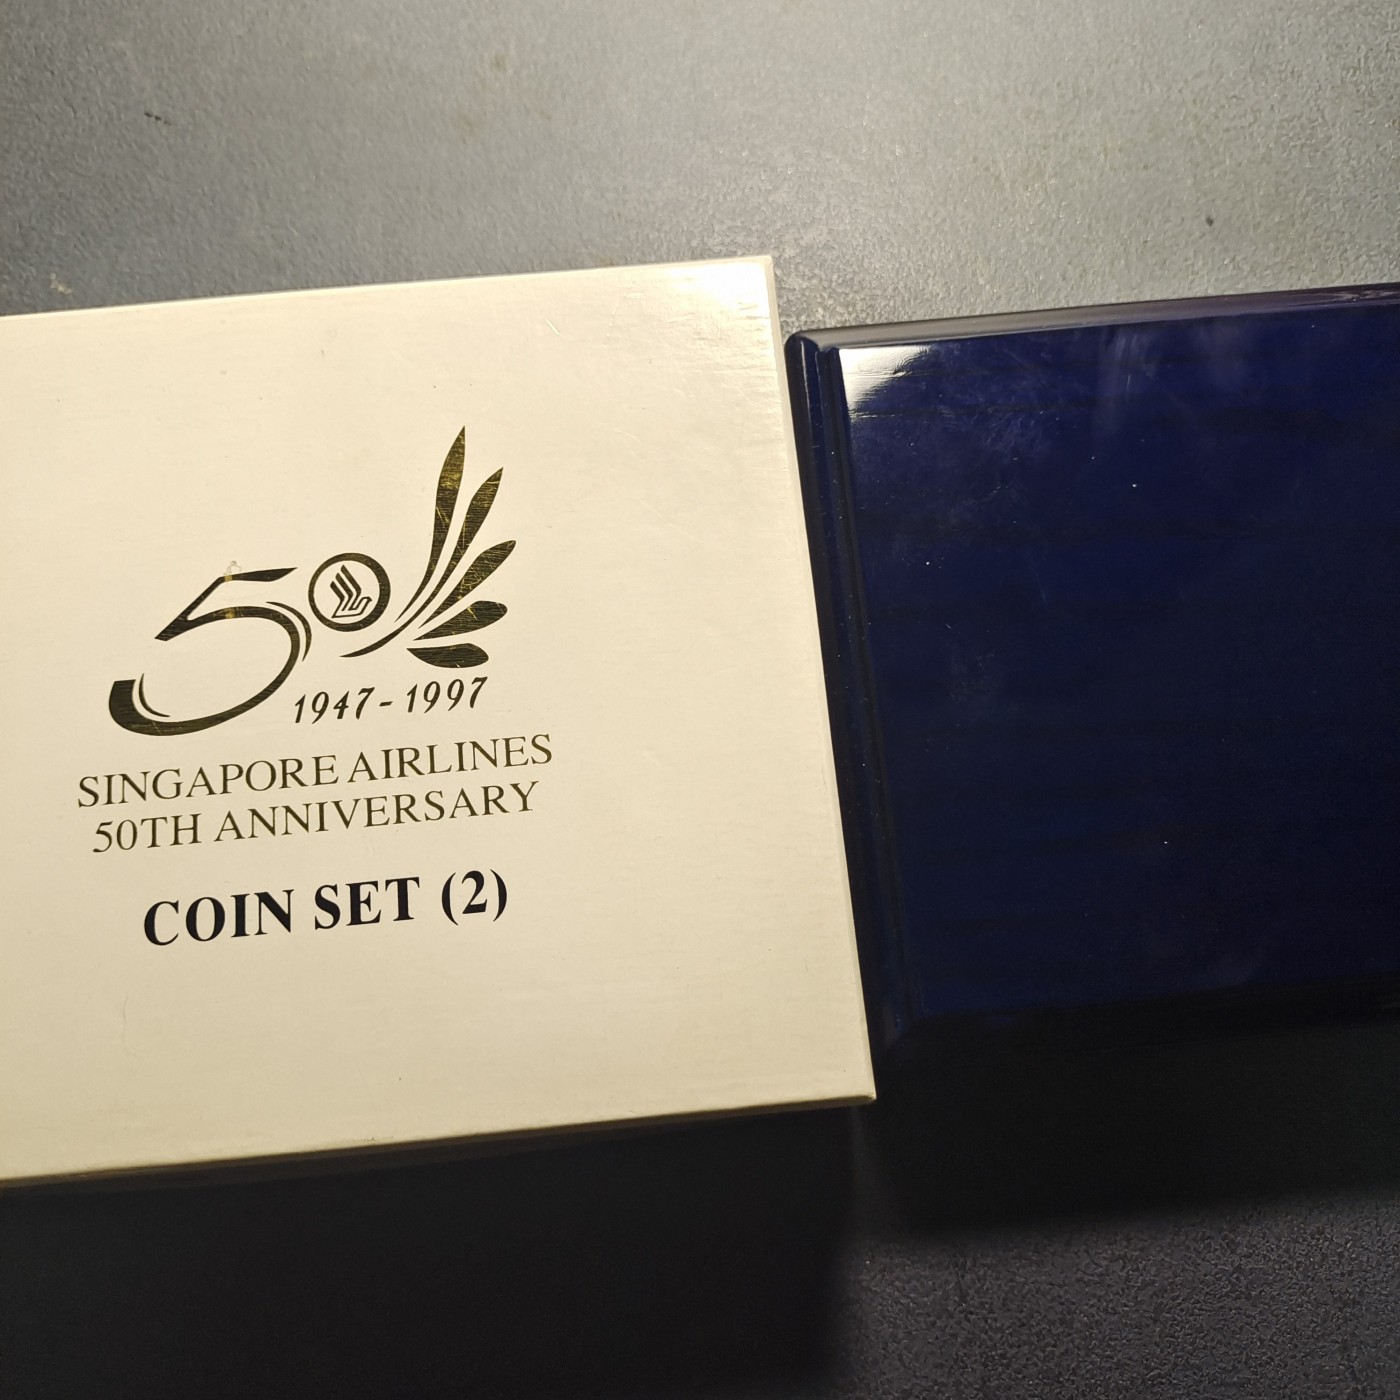 50
1947-1997
SINGAPORE AIRLINES
50TH ANNIVERSARY
COIN SET (2)